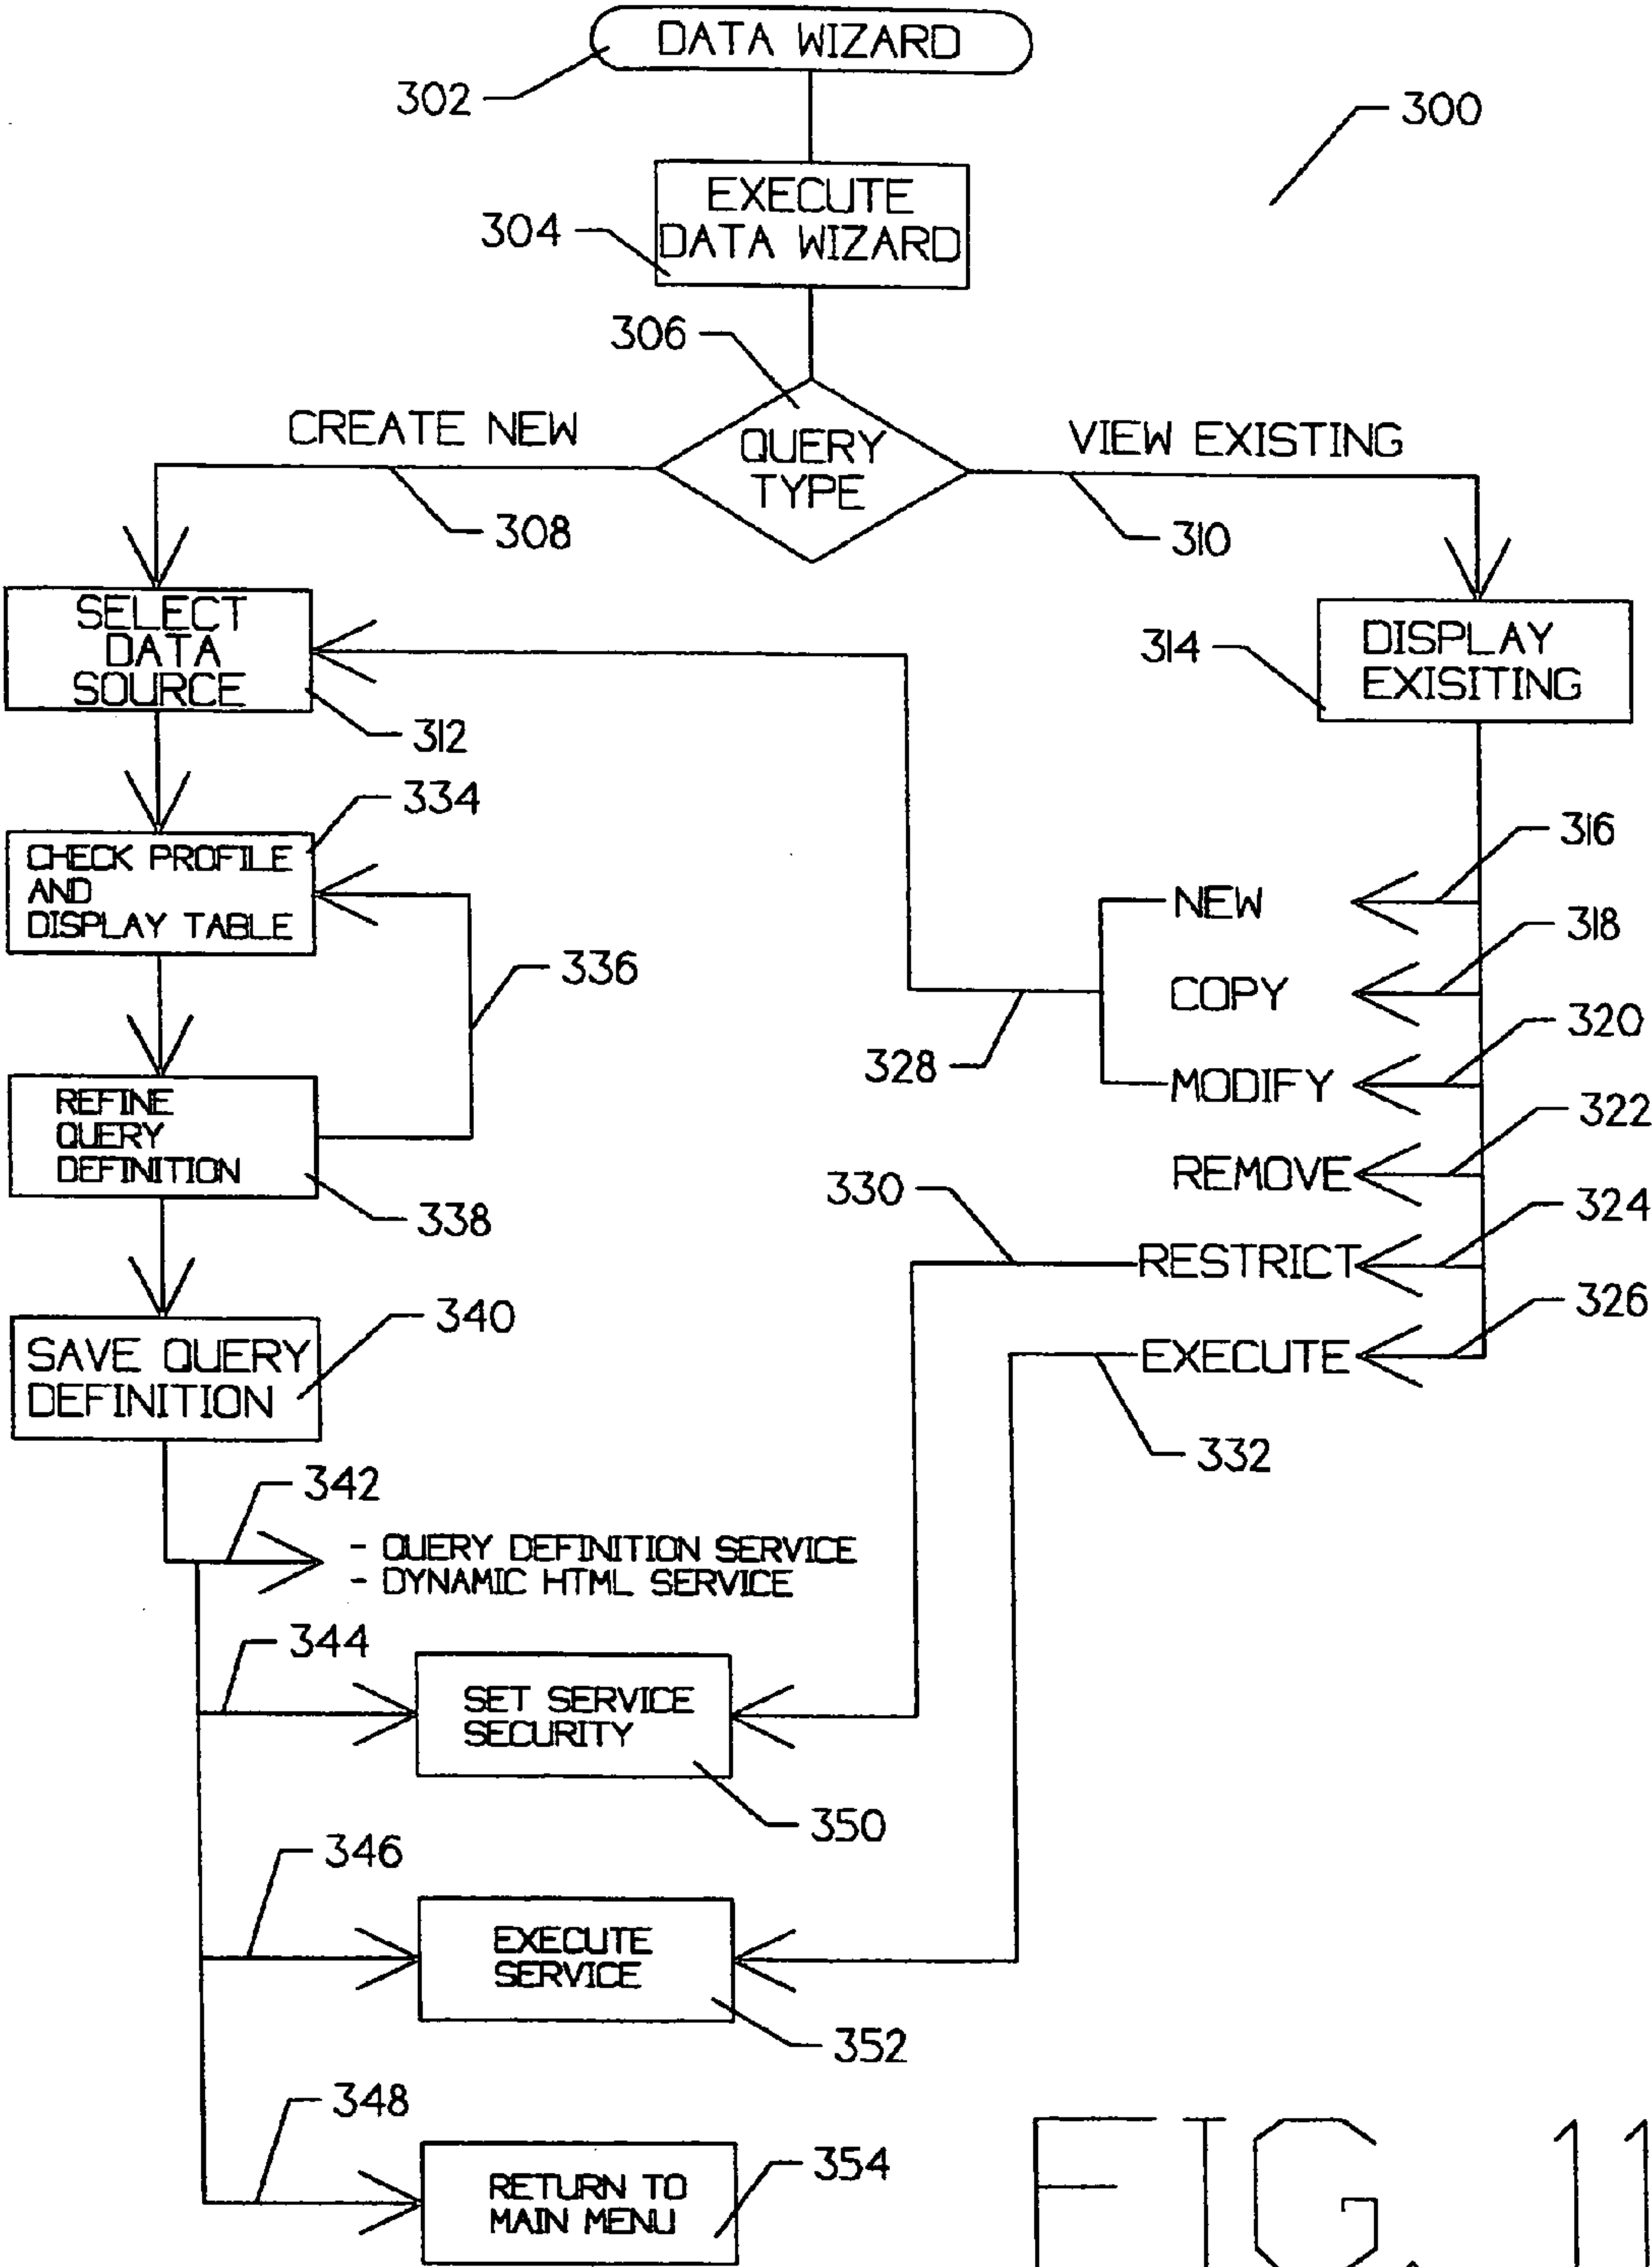 DATA WIZARD
302
300
EXECUTE
DATA WIZARD
304
306
CREATE NEW
QUERY
TYPE
VIEW EXISTING
308
310
SELECT
DATA
SOURCE
312
314
DISPLAY
EXISITING
334
CHECK PROFILE
AND
DISPLAY TABLE
336
316
NEW
318
COPY
320
328
MODIFY
322
REFINE
QUERY
DEFINITION
338
REMOVE
330
324
RESTRICT
326
340
SAVE QUERY
DEFINITION
EXECUTE
332
342
- QUERY DEFINITION SERVICE
- DYNAMIC HTML SERVICE
344
SET SERVICE
SECURITY
350
346
EXECUTE
SERVICE
352
348
354
RETURN TO
MAIN MENU
FIG. 11